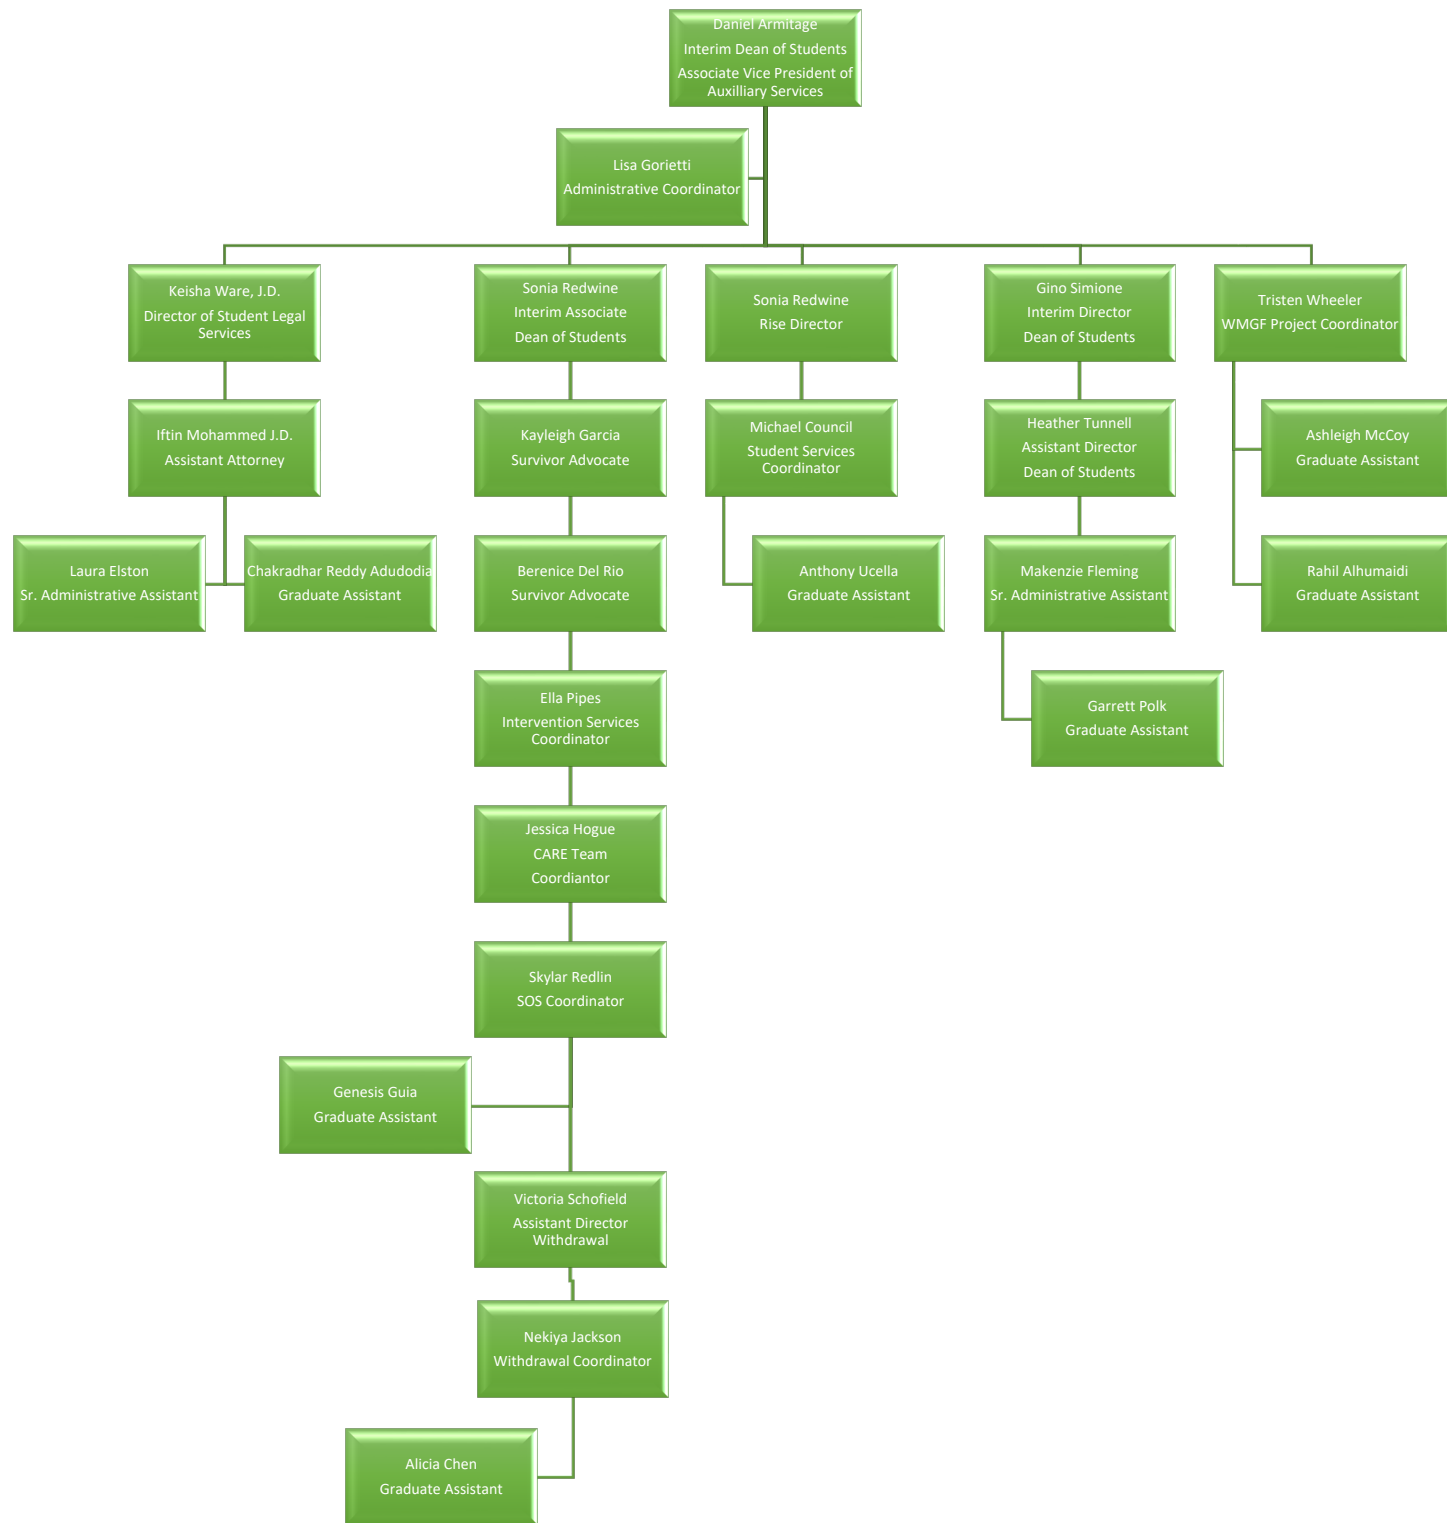 Daniel Armitage
Interim Dean of Students
Associate Vice President of
Auxilliary Services
Lisa Gorietti
Administrative Coordinator
Keisha Ware, J.D.
Director of Student Legal
Services
Sonia Redwine
Interim Associate
Dean of Students
Sonia Redwine
Rise Director
Gino Simione
Interim Director
Dean of Students
Tristen Wheeler
WMGF Project Coordinator
Iftin Mohammed J.D.
Assistant Attorney
Kayleigh Garcia
Survivor Advocate
Michael Council
Student Services
Coordinator
Heather Tunnell
Assistant Director
Dean of Students
Ashleigh McCoy
Graduate Assistant
Laura Elston
Sr. Administrative Assistant
Chakradhar Reddy Adudodia
Graduate Assistant
Berenice Del Rio
Survivor Advocate
Anthony Ucella
Graduate Assistant
Makenzie Fleming
Sr. Administrative Assistant
Rahil Alhumaidi
Graduate Assistant
Ella Pipes
Intervention Services
Coordinator
Garrett Polk
Graduate Assistant
Jessica Hogue
CARE Team
Coordiantor
Skylar Redlin
SOS Coordinator
Genesis Guia
Graduate Assistant
Victoria Schofield
Assistant Director
Withdrawal
Nekiya Jackson
Withdrawal Coordinator
Alicia Chen
Graduate Assistant